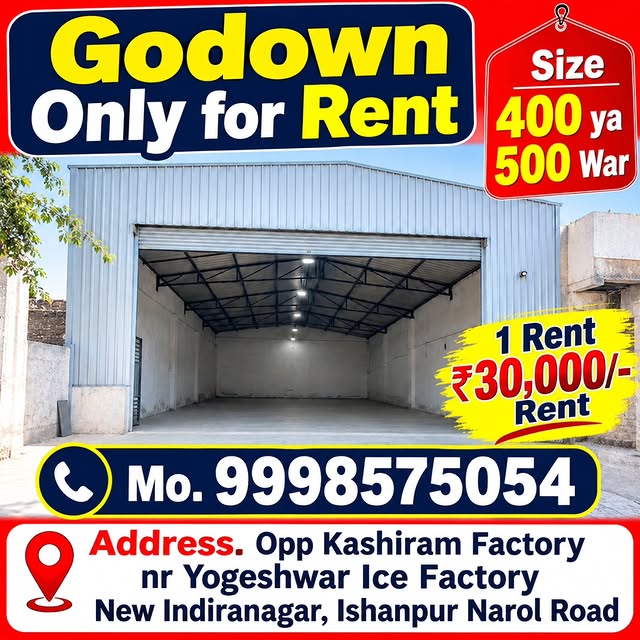 Godown
Only for Rent
Size
400 ya
500 War
1 Rent
₹30,000/-
Rent
Mo. 9998575054
Address. Opp Kashiram Factory
nr Yogeshwar Ice Factory
New Indiranagar, Ishanpur Narol Road